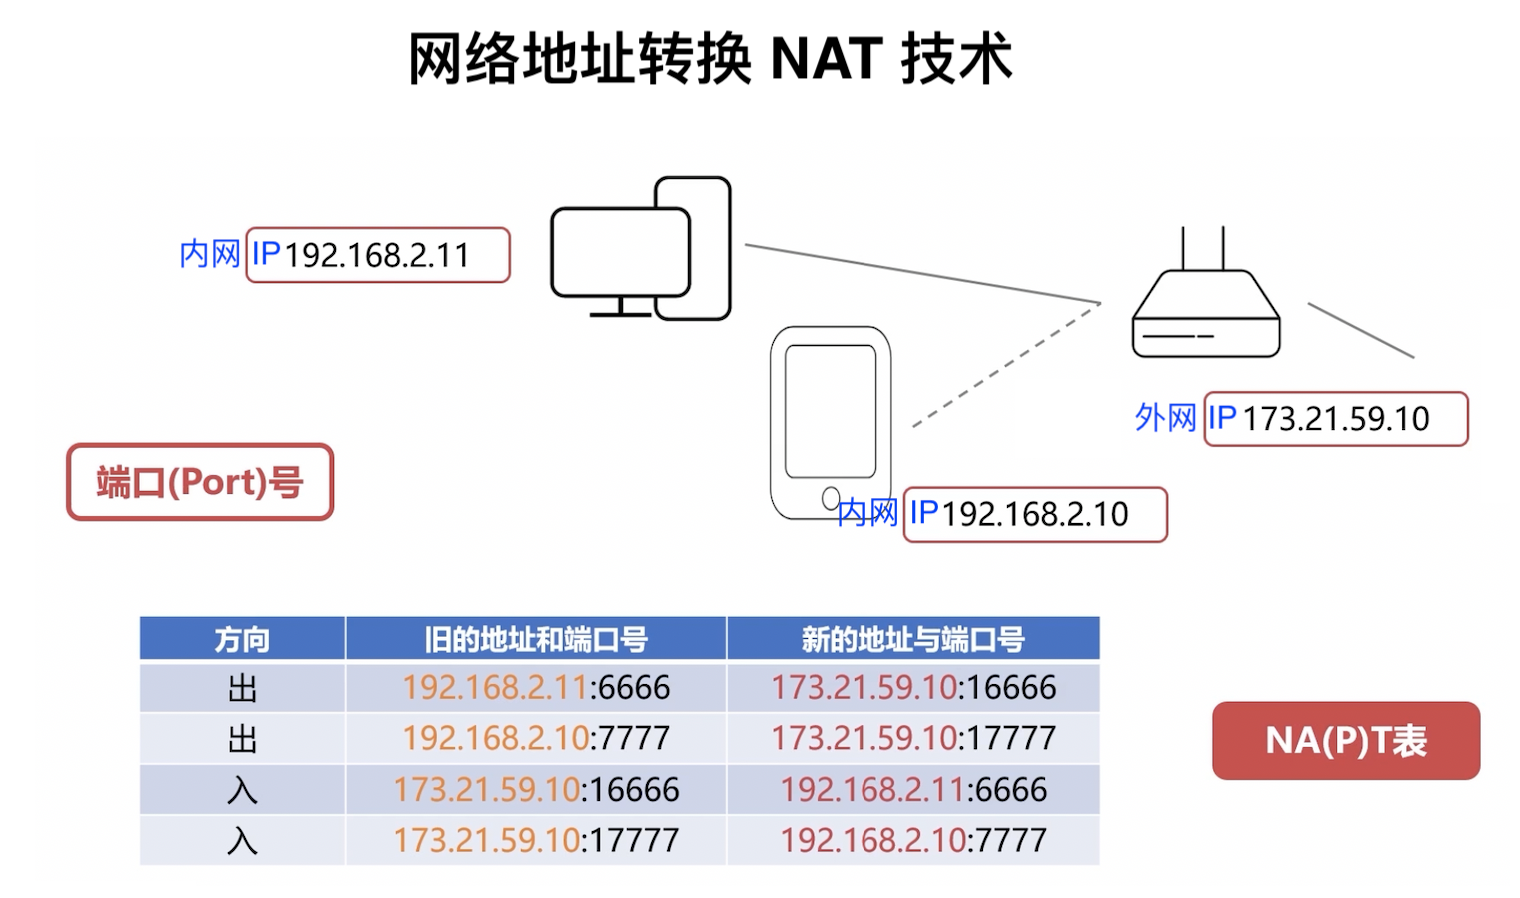 网络地址转换 NAT 技术
内网 IP 192.168.2.11
外网 IP 173.21.59.10
端口(Port)号
内网 IP 192.168.2.10
方向 旧的地址和端口号 新的地址与端口号
出 192.168.2.11:6666 173.21.59.10:16666
出 192.168.2.10:7777 173.21.59.10:17777
入 173.21.59.10:16666 192.168.2.11:6666
入 173.21.59.10:17777 192.168.2.10:7777
NA(P)T表